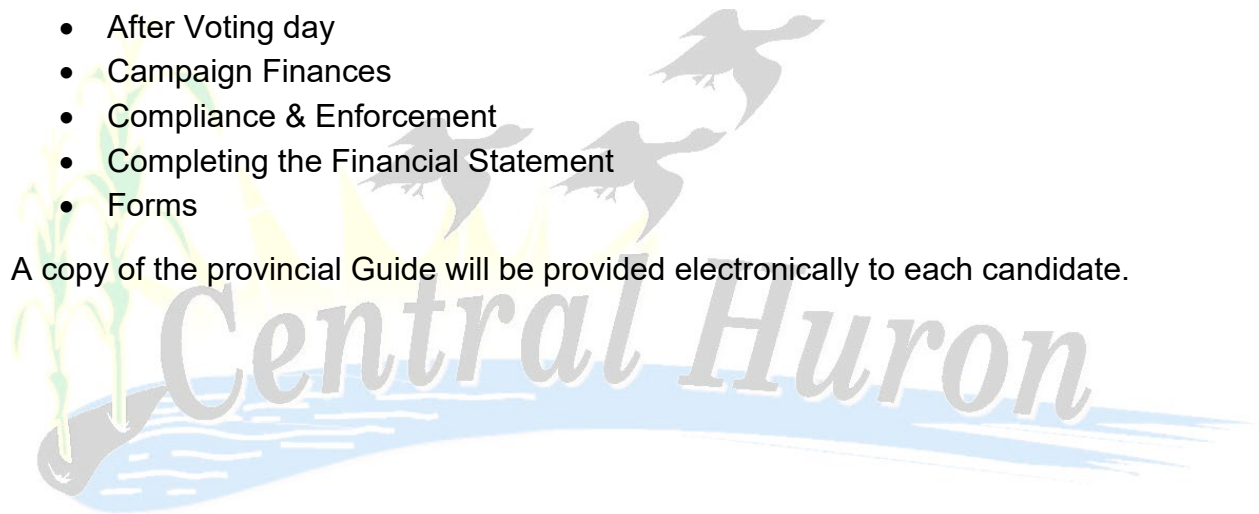 • After Voting day
• Campaign Finances
• Compliance & Enforcement
• Completing the Financial Statement
• Forms
A copy of the provincial Guide will be provided electronically to each candidate.
Central Huron